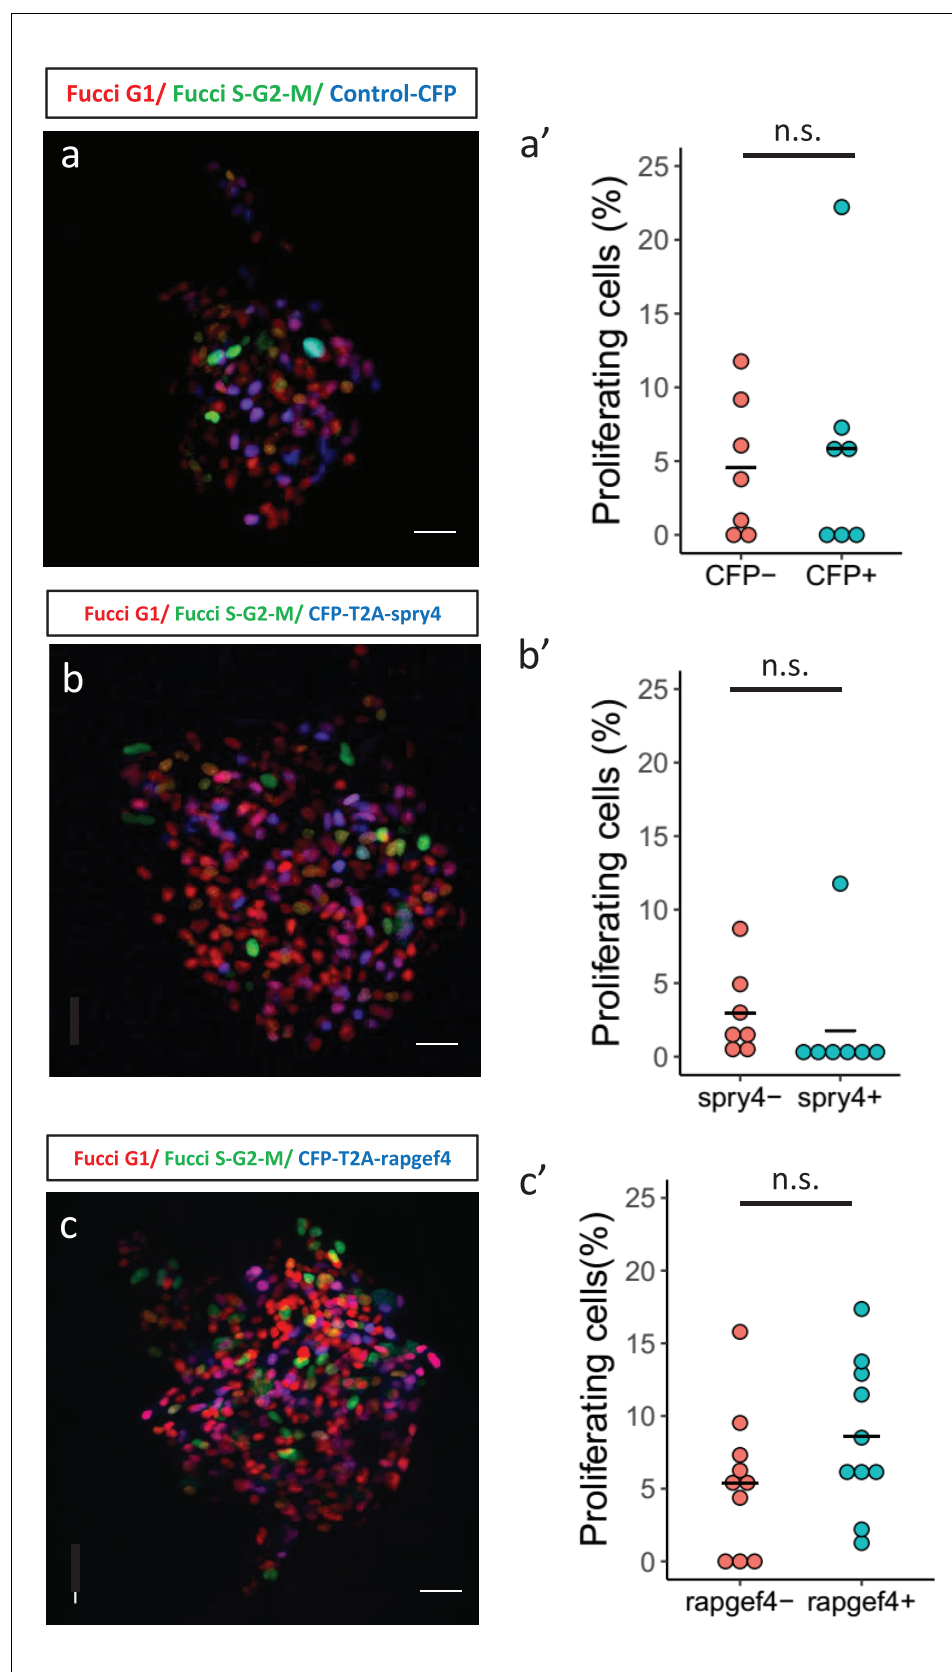 Fucci G1/ Fucci S-G2-M/ Control-CFP
a
a’
n.s.
Proliferating cells (%)
25
20
15
10
5
0
CFP− CFP+
Fucci G1/ Fucci S-G2-M/ CFP-T2A-spry4
b
b’
n.s.
Proliferating cells (%)
25
20
15
10
5
0
spry4− spry4+
Fucci G1/ Fucci S-G2-M/ CFP-T2A-rapgef4
c
c’
n.s.
Proliferating cells(%)
25
20
15
10
5
0
rapgef4− rapgef4+